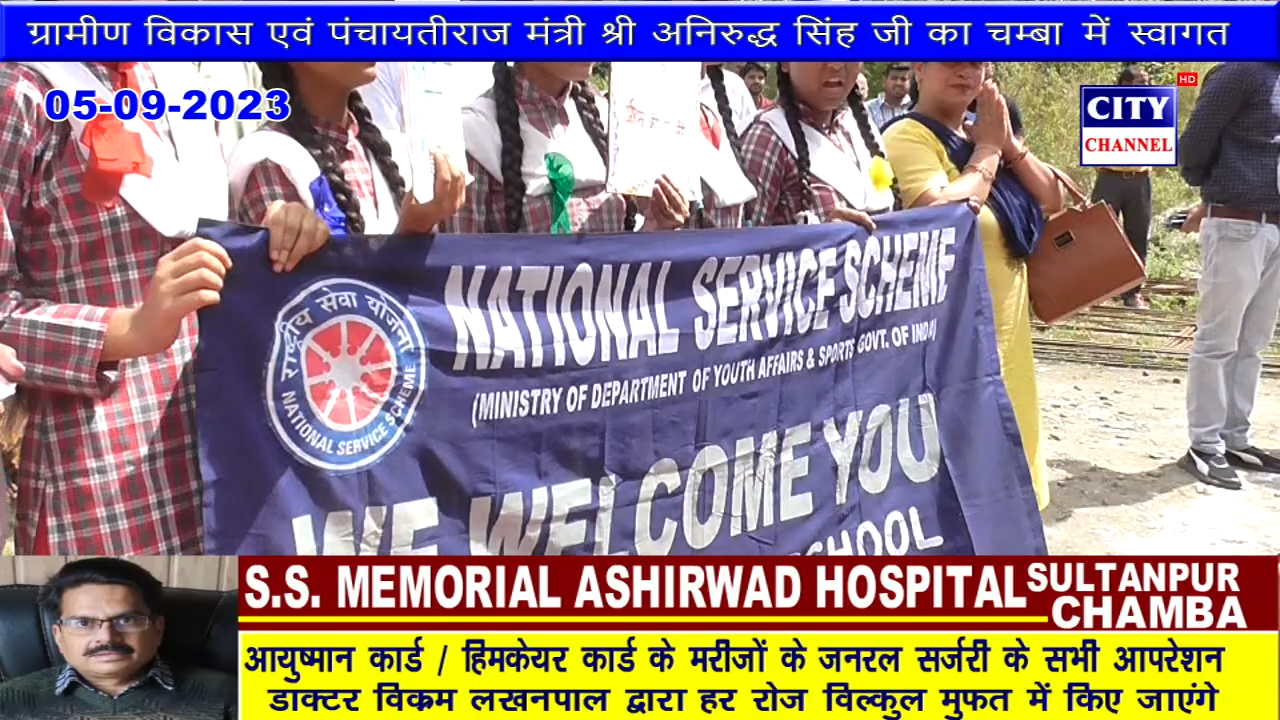 ग्रामीण विकास एवं पंचायतीराज मंत्री श्री अनिरुद्ध सिंह जी का चम्बा में स्वागत
05-09-2023
HD
CITY
CHANNEL
राष्ट्रीय सेवा योजना
NATIONAL SERVICE SCHEME
NATIONAL SERVICE SCHEME
(MINISTRY OF DEPARTMENT OF YOUTH AFFAIRS & SPORTS GOVT. OF INDIA)
WE WELCOME YOU
SCHOOL
S.S. MEMORIAL ASHIRWAD HOSPITAL SULTANPUR
CHAMBA
आयुष्मान कार्ड / हिमकेयर कार्ड के मरीजों के जनरल सर्जरी के सभी आपरेशन
डाक्टर विक्रम लखनपाल द्वारा हर रोज विल्कुल मुफत में किए जाएंगे